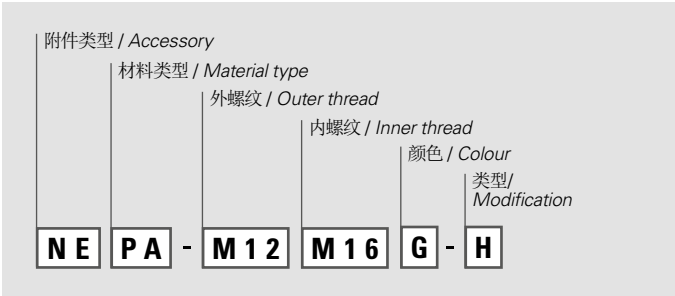 附件类型 / Accessory
材料类型 / Material type
外螺纹 / Outer thread
内螺纹 / Inner thread
颜色 / Colour
类型/
Modification
NE PA - M12 M16 G - H